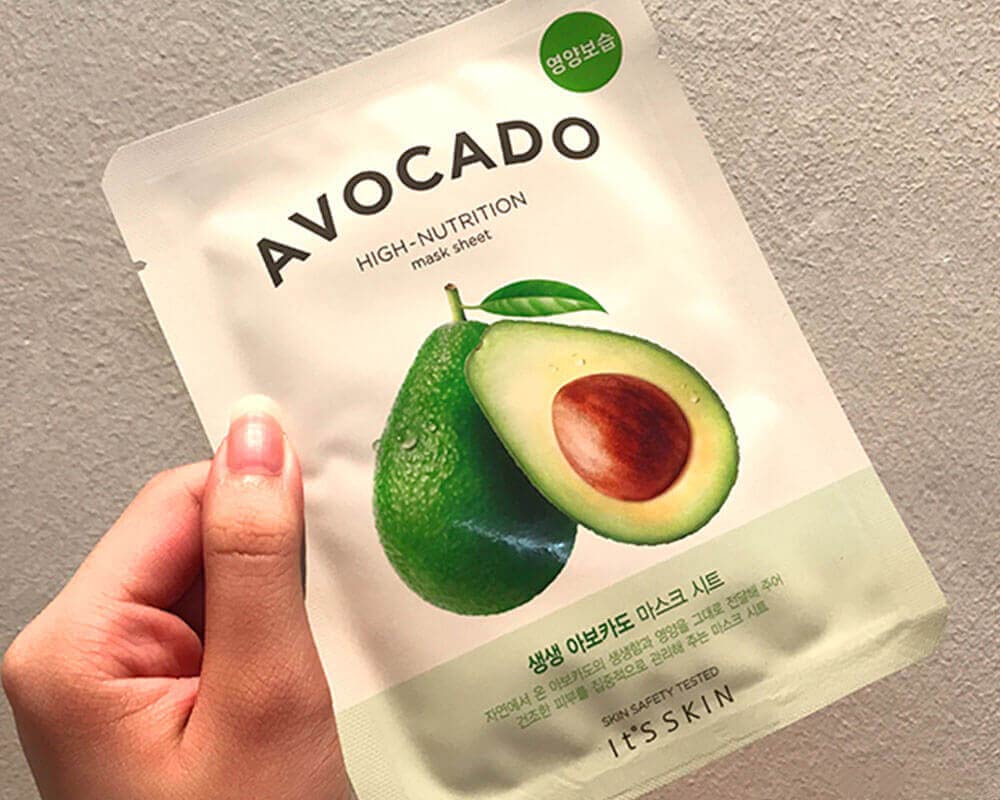 영양보습
AVOCADO
HIGH-NUTRITION
mask sheet
생생 아보카도 마스크 시트
자연에서 온 아보카도의 생생함과 영양을 그대로 전달해 주어
건조한 피부를 집중적으로 관리해 주는 마스크 시트
SKIN SAFETY TESTED
It'S SKIN